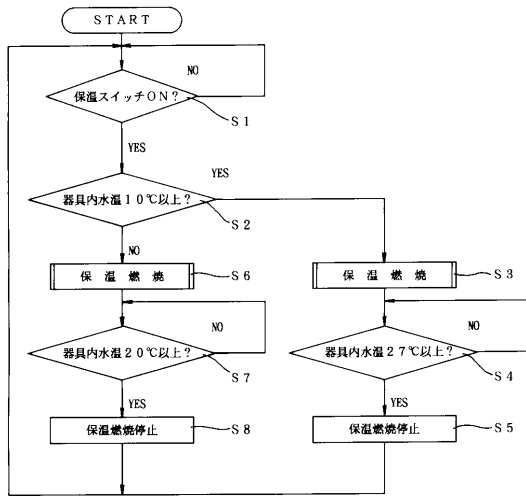 START
NO
保温スイッチON?
S1
YES
YES
器具内水温10℃以上?
S2
NO
保温燃焼
S6
保温燃焼
S3
NO
器具内水温20℃以上?
S7
NO
器具内水温27℃以上?
S4
YES
保温燃焼停止
S8
YES
保温燃焼停止
S5